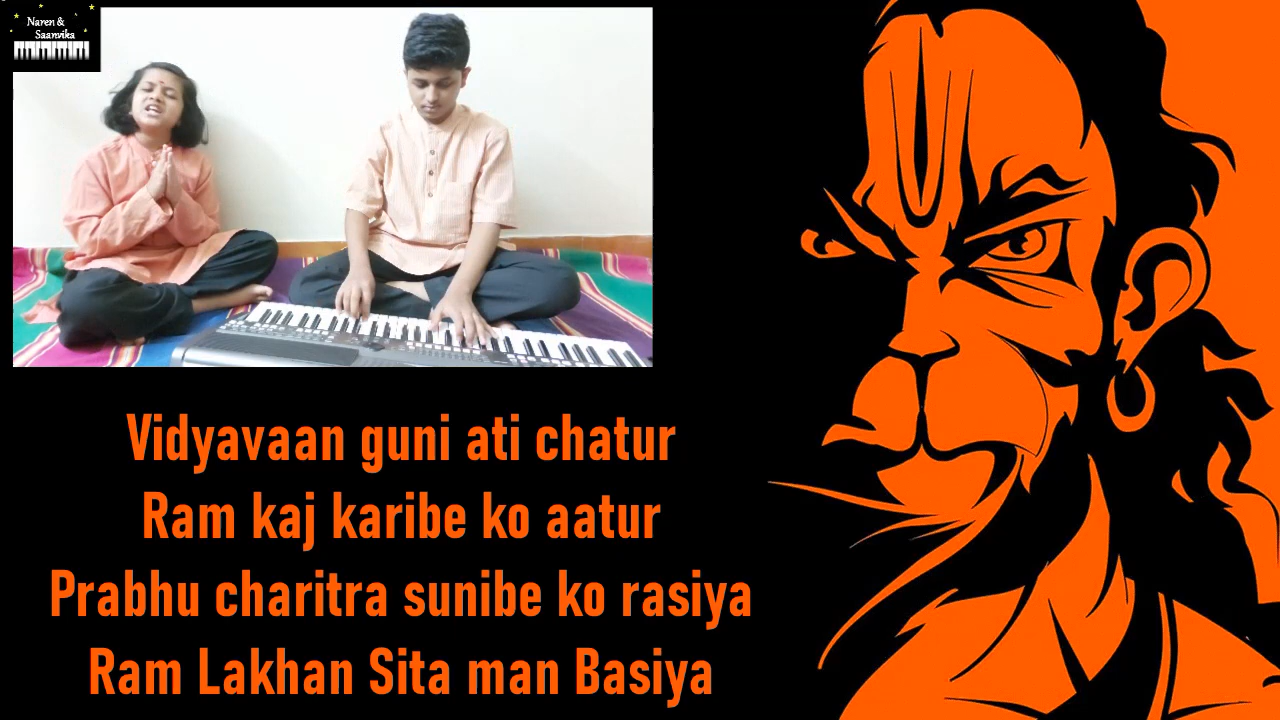 Naren &
Saanvika
Vidyavaan guni ati chatur
Ram kaj karibe ko aatur
Prabhu charitra sunibe ko rasiya
Ram Lakhan Sita man Basiya